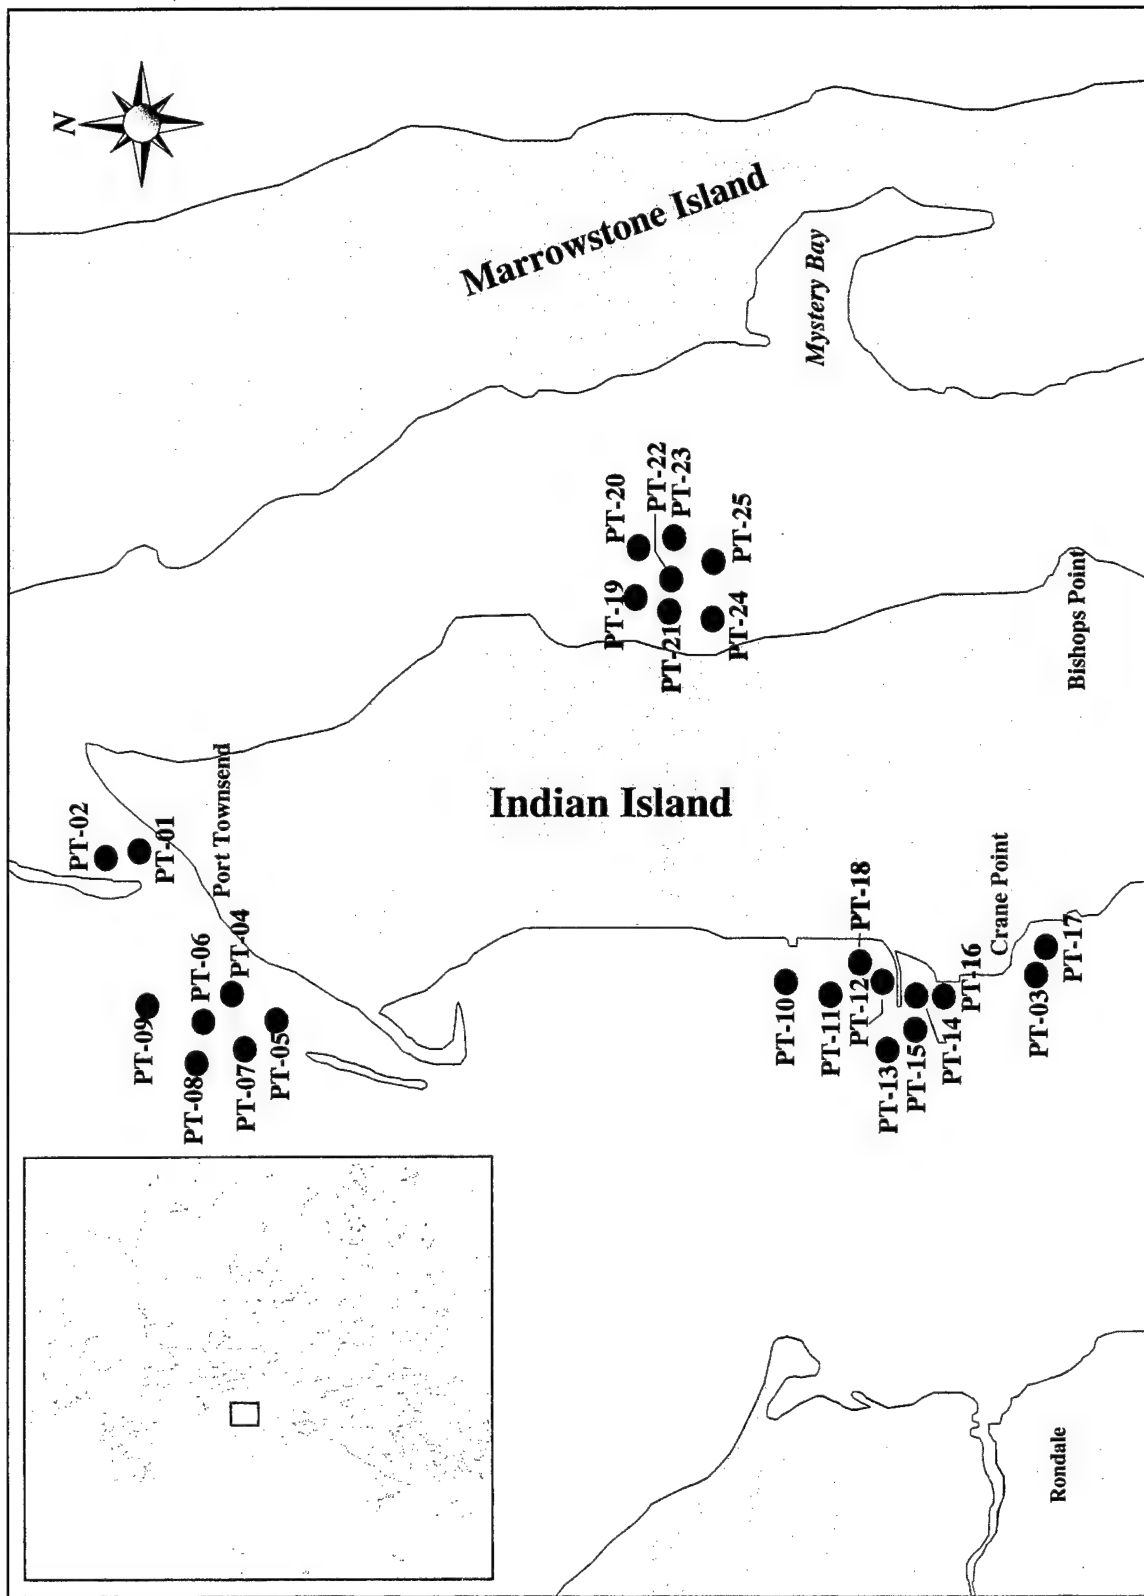 N
Marrowstone Island
Mystery Bay
PT-20
PT-22
PT-23
PT-19
PT-21
PT-25
PT-24
Bishops Point
Indian Island
PT-02
PT-01
Port Townsend
PT-09
PT-06
PT-04
PT-08
PT-07
PT-05
PT-18
PT-10
PT-11
PT-12
PT-13
PT-15
PT-14
PT-16
Crane Point
PT-03
PT-17
Rondale